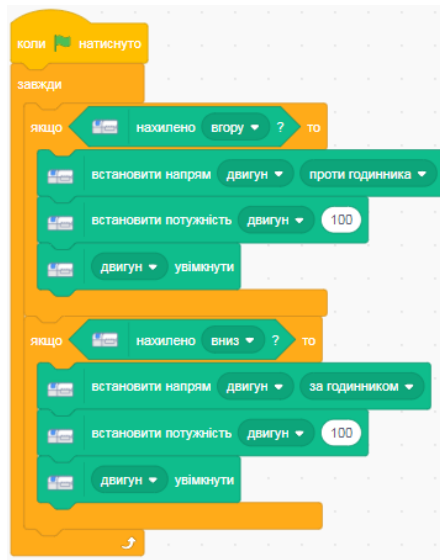 коли натиснуто
завжди
якщо нахилено вгору ? то
встановити напрям двигун проти годинника
встановити потужність двигун 100
двигун увімкнути
якщо нахилено вниз ? то
встановити напрям двигун за годинником
встановити потужність двигун 100
двигун увімкнути